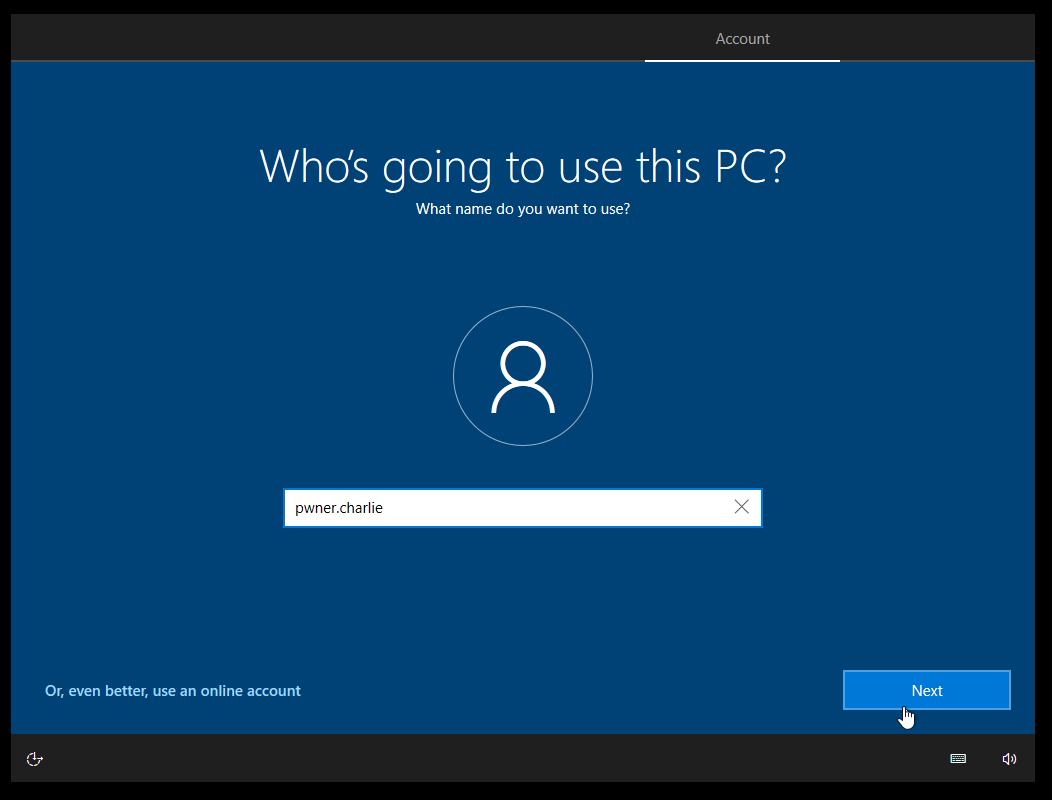 Account
Who's going to use this PC?
What name do you want to use?
pwner.charlie
Or, even better, use an online account
Next